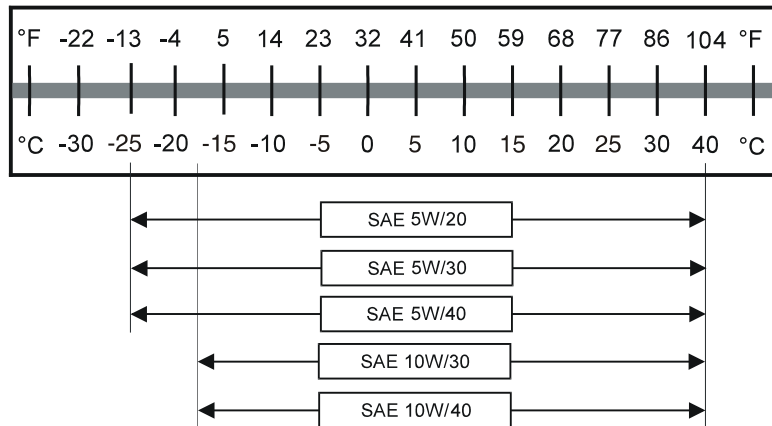 °F -22 -13 -4 5 14 23 32 41 50 59 68 77 86 104 °F
°C -30 -25 -20 -15 -10 -5 0 5 10 15 20 25 30 40 °C
SAE 5W/20
SAE 5W/30
SAE 5W/40
SAE 10W/30
SAE 10W/40